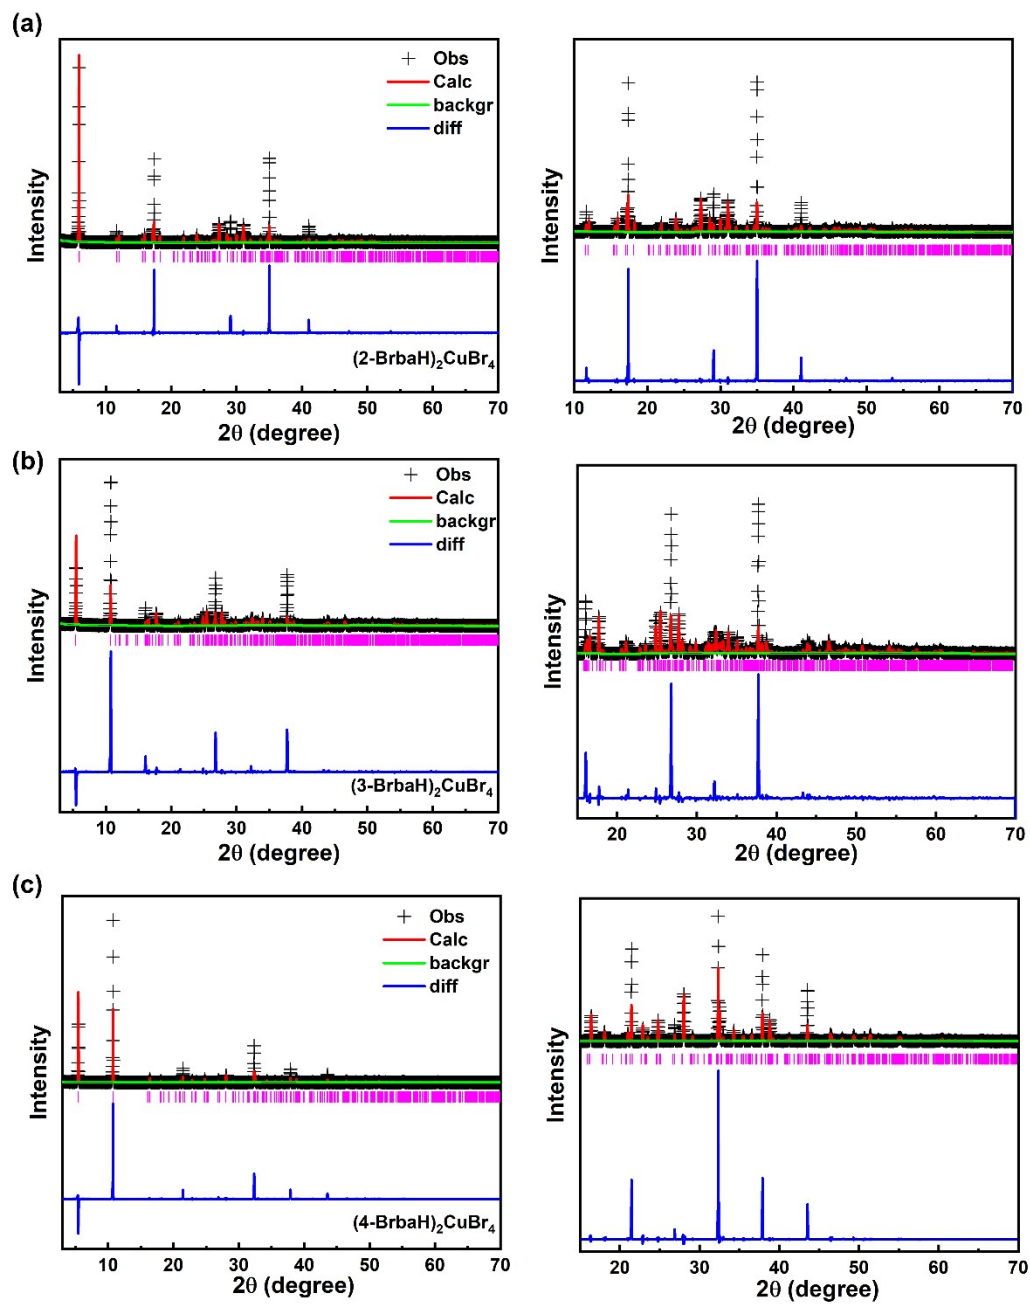 (a)
Obs
Calc
backgr
diff
Intensity
(2-BrbaH)₂CuBr₄
10 20 30 40 50 60 70
2θ (degree)
Intensity
10 20 30 40 50 60 70
2θ (degree)
(b)
Obs
Calc
backgr
diff
Intensity
(3-BrbaH)₂CuBr₄
10 20 30 40 50 60 70
2θ (degree)
Intensity
20 30 40 50 60 70
2θ (degree)
(c)
Obs
Calc
backgr
diff
Intensity
(4-BrbaH)₂CuBr₄
10 20 30 40 50 60 70
2θ (degree)
Intensity
20 30 40 50 60 70
2θ (degree)